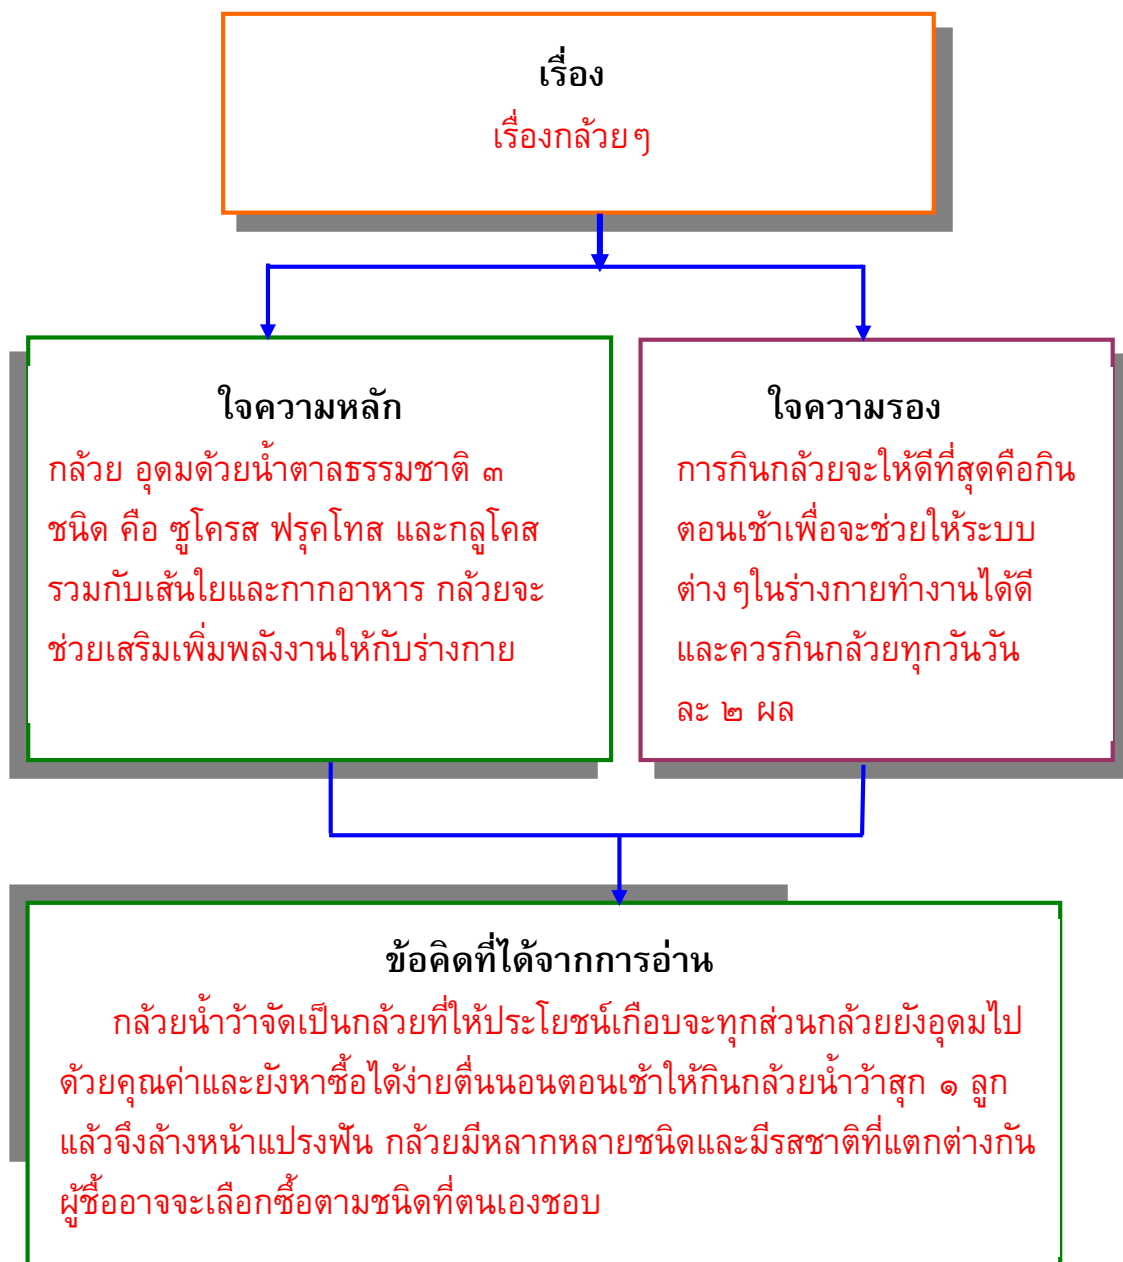 เรื่อง
เรื่องกล้วยๆ
ใจความหลัก
กล้วย อุดมด้วยน้ำตาลธรรมชาติ ๓
ชนิด คือ ซูโครส ฟรุคโทส และกลูโคส
รวมกับเส้นใยและกากอาหาร กล้วยจะ
ช่วยเสริมเพิ่มพลังงานให้กับร่างกาย
ใจความรอง
การกินกล้วยจะให้ดีที่สุดคือกิน
ตอนเช้าเพื่อจะช่วยให้ระบบ
ต่างๆในร่างกายทำงานได้ดี
และควรกินกล้วยทุกวันวัน
ละ ๒ ผล
ข้อคิดที่ได้จากการอ่าน
กล้วยน้ำว้าจัดเป็นกล้วยที่ให้ประโยชน์เกือบจะทุกส่วนกล้วยยังอุดมไป
ด้วยคุณค่าและยังหาซื้อได้ง่ายตื่นนอนตอนเช้าให้กินกล้วยน้ำว้าสุก ๑ ลูก
แล้วจึงล้างหน้าแปรงฟัน กล้วยมีหลากหลายชนิดและมีรสชาติที่แตกต่างกัน
ผู้ซื้ออาจจะเลือกซื้อตามชนิดที่ตนเองชอบ